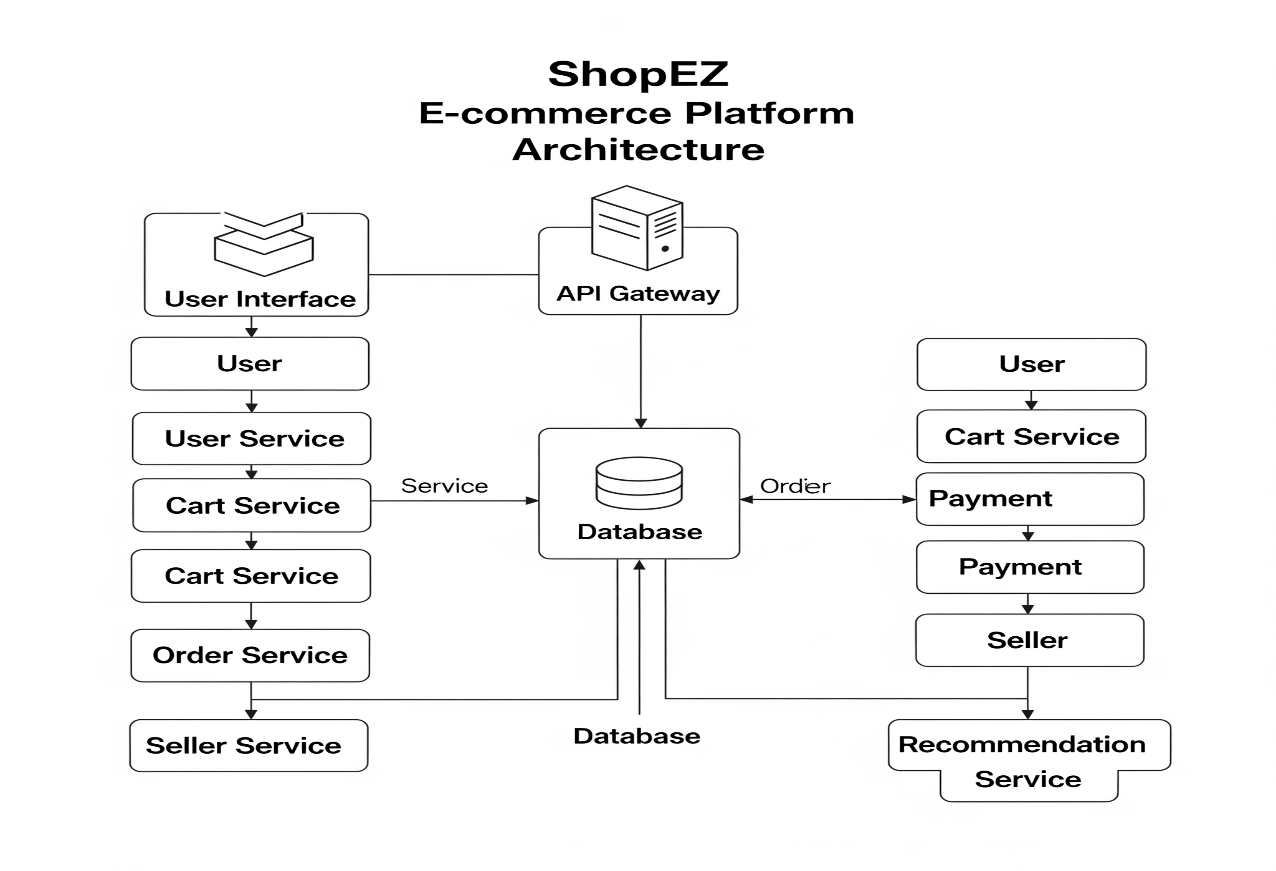 ShopEZ
E-commerce Platform
Architecture
User Interface
API Gateway
User
User Service
Cart Service
Cart Service
Order Service
Seller Service
Service
Database
Order
Database
User
Cart Service
Payment
Payment
Seller
Recommendation
Service